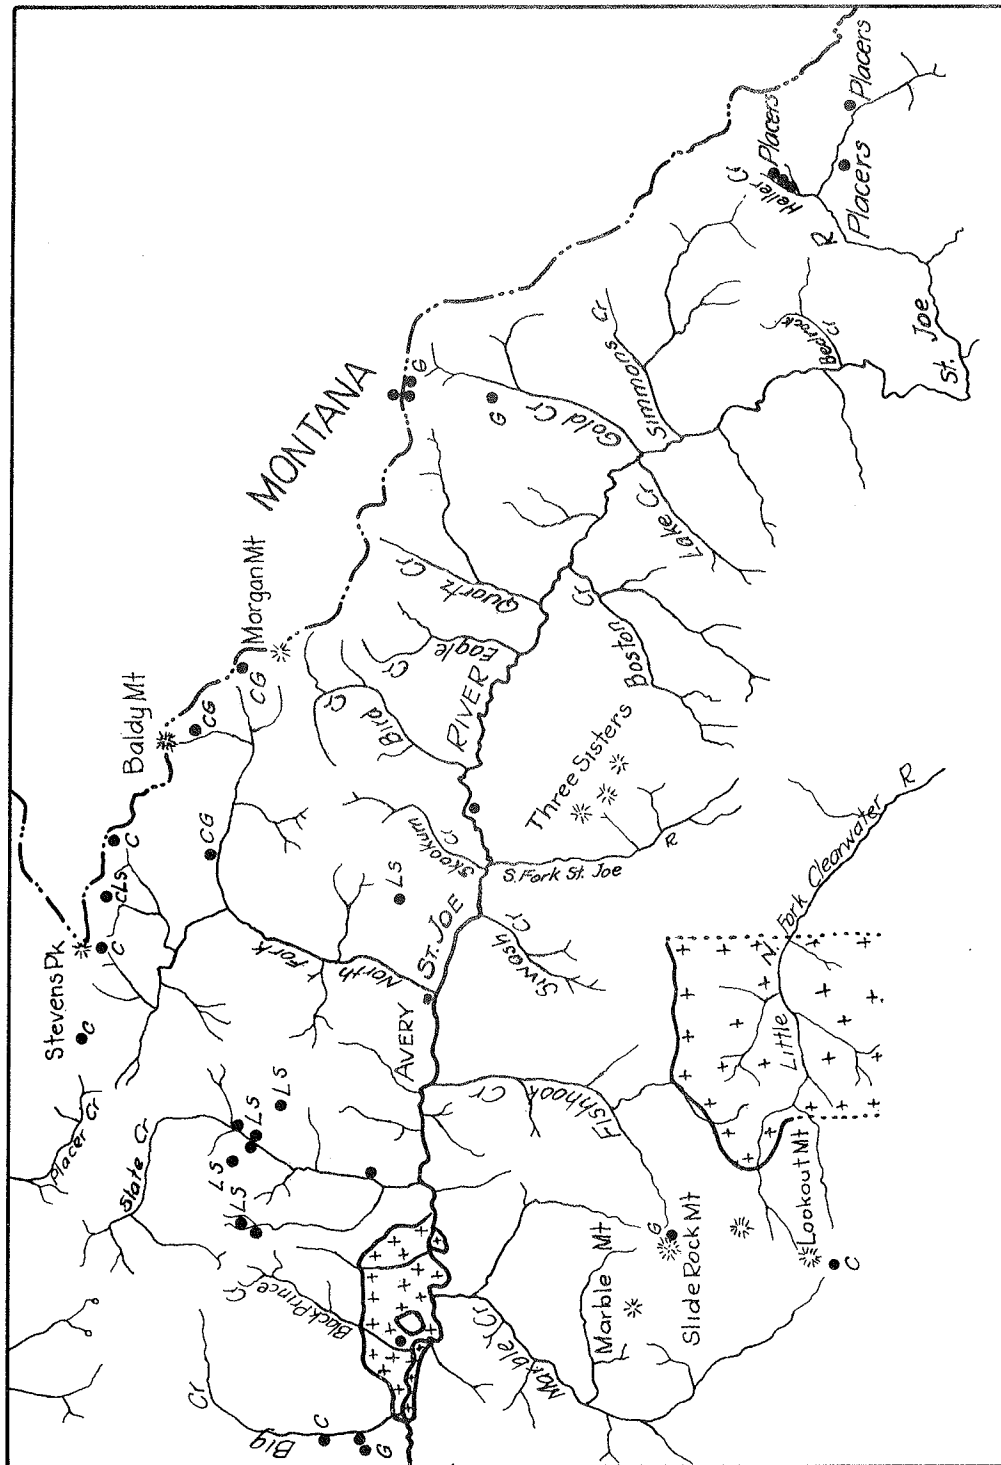 Placers
Placers
Placers
Heller Cr
St. Joe R
Bedrock Cr
Simmons Cr
MONTANA
G
G
Gold Cr
Lake Cr
Quartz Cr
Eagle Cr
Boston Cr
Morgan Mt
CG
Baldy Mt
CG
CG
Bird Cr
Skookum Cr
Three Sisters
ST. JOE RIVER
S. Fork St. Joe R
Siwash Cr
Little N. Fork Clearwater R
Stevens Pk
C
CLS
C
C
LS
North Fork
AVERY
Placer Cr
Slate Cr
LS
LS
LS
LS
Fishhook Cr
Black Prince Cr
Big Cr
C
G
Marble Cr
Marble Mt
G
Slide Rock Mt
Lookout Mt
C